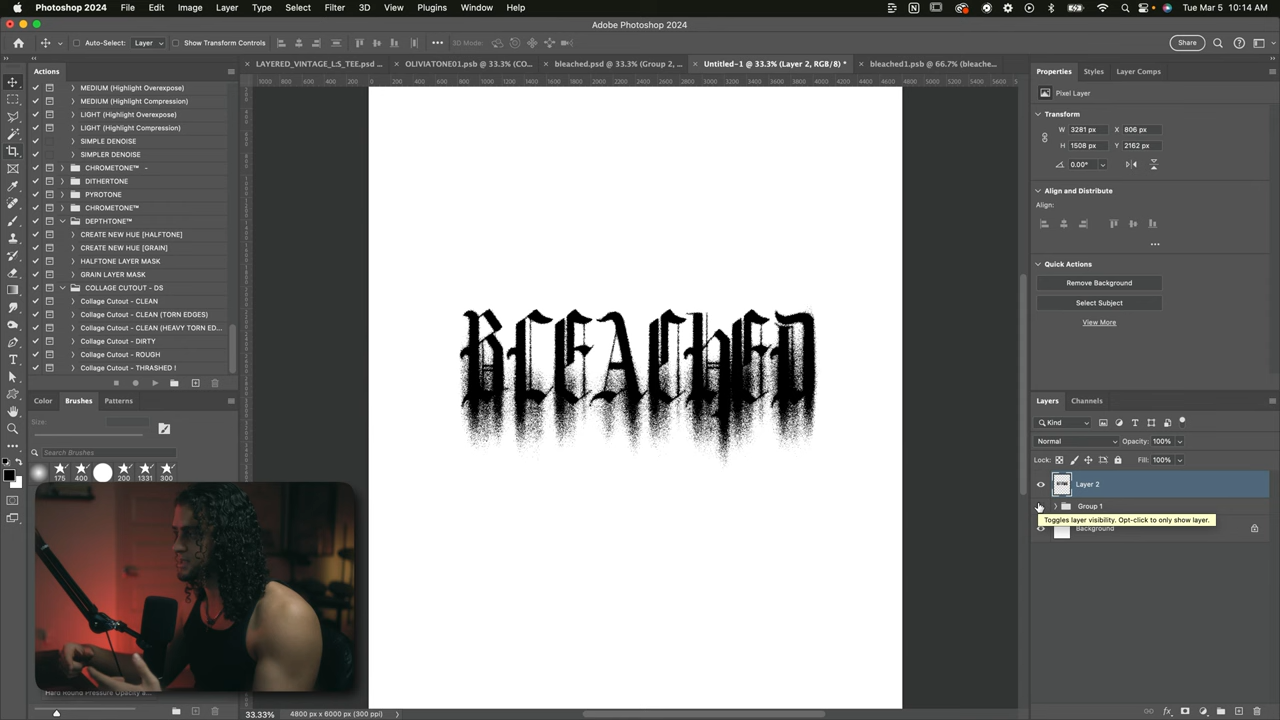 Photoshop 2024 File Edit Image Layer Type Select Filter 3D View Plugins Window Help Tue Mar 5 10:14 AM
Adobe Photoshop 2024
Auto-Select: Layer Show Transform Controls 3D Mode: Share
LAYERED_VINTAGE_L:S_TEE.psd ... OLIVIATONE01.psb @ 33.3% (CO... bleached.psd @ 33.3% (Group 2, ... Untitled-1 @ 33.3% (Layer 2, RGB/8) * bleached1.psb @ 66.7% (bleache...
Actions
MEDIUM (Highlight Overexpose)
MEDIUM (Highlight Compression)
LIGHT (Highlight Overexpose)
LIGHT (Highlight Compression)
SIMPLE DENOISE
SIMPLER DENOISE
CHROMETONE™ -
DITHERTONE
PYROTONE
CHROMETONE™
DEPTHTONE™
CREATE NEW HUE [HALFTONE]
CREATE NEW HUE [GRAIN]
HALFTONE LAYER MASK
GRAIN LAYER MASK
COLLAGE CUTOUT - DS
Collage Cutout - CLEAN
Collage Cutout - CLEAN (TORN EDGES)
Collage Cutout - CLEAN (HEAVY TORN ED...
Collage Cutout - DIRTY
Collage Cutout - ROUGH
Collage Cutout - THRASHED !
Color Brushes Patterns
Size:
Search Brushes
175 400 200 1331 300
Hard Round Pressure Opacity a...
BLEACHED
33.33% 4800 px x 6000 px (300 ppi)
Properties Styles Layer Comps
Pixel Layer
Transform
W 3281 px X 806 px
H 1508 px Y 2162 px
0.00°
Align and Distribute
Align:
Quick Actions
Remove Background
Select Subject
View More
Layers Channels
Kind
Normal Opacity: 100%
Lock: Fill: 100%
Layer 2
Group 1
Toggles layer visibility. Opt-click to only show layer.
Background